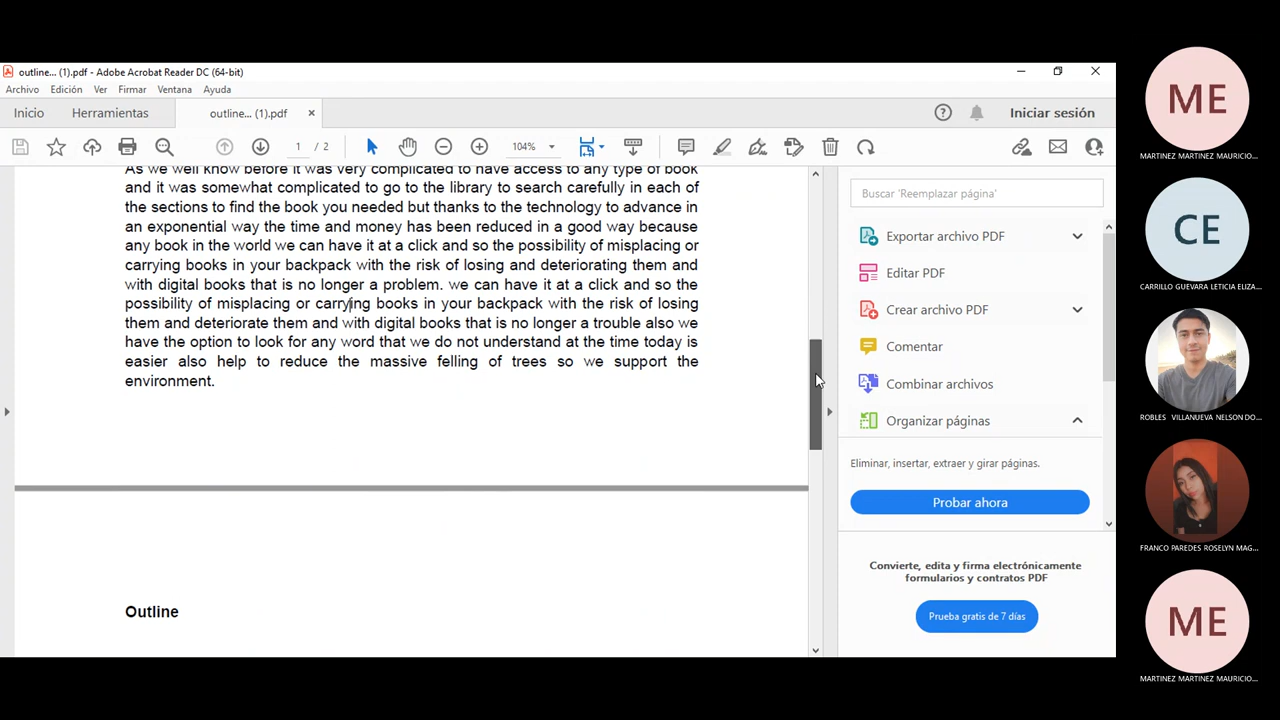 outline... (1).pdf - Adobe Acrobat Reader DC (64-bit)
Archivo Edición Ver Firmar Ventana Ayuda
Inicio Herramientas outline... (1).pdf Iniciar sesión
1 / 2 104%
As we well know before it was very complicated to have access to any type of book
and it was somewhat complicated to go to the library to search carefully in each of
the sections to find the book you needed but thanks to the technology to advance in
an exponential way the time and money has been reduced in a good way because
any book in the world we can have it at a click and so the possibility of misplacing or
carrying books in your backpack with the risk of losing and deteriorating them and
with digital books that is no longer a problem. we can have it at a click and so the
possibility of misplacing or carrying books in your backpack with the risk of losing
them and deteriorate them and with digital books that is no longer a trouble also we
have the option to look for any word that we do not understand at the time today is
easier also help to reduce the massive felling of trees so we support the
environment.
Outline
Buscar 'Reemplazar página'
Exportar archivo PDF
Editar PDF
Crear archivo PDF
Comentar
Combinar archivos
Organizar páginas
Eliminar, insertar, extraer y girar páginas.
Probar ahora
Convierte, edita y firma electrónicamente
formularios y contratos PDF
Prueba gratis de 7 días
ME
MARTINEZ MARTINEZ MAURICIO...
CE
CARRILLO GUEVARA LETICIA ELIZA...
ROBLES VILLANUEVA NELSON DO...
FRANCO PAREDES ROSELYN MAG...
ME
MARTINEZ MARTINEZ MAURICIO...